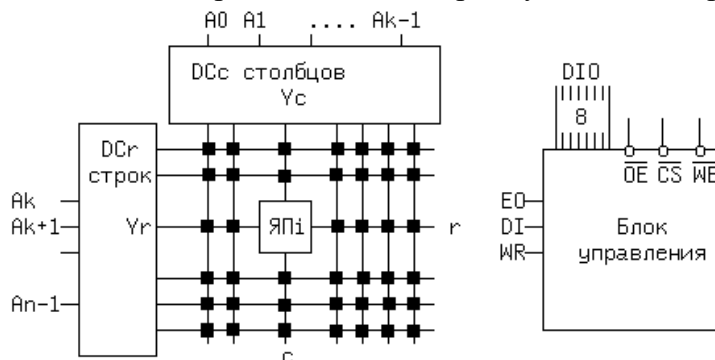 A0 A1 .... Ak-1
DCc столбцов
Yc
DIO
8
DCr
строк
OE CS WE
Ak
Ak+1
Yr
ЯПi
r
EO
DI
WR
Блок
управления
An-1